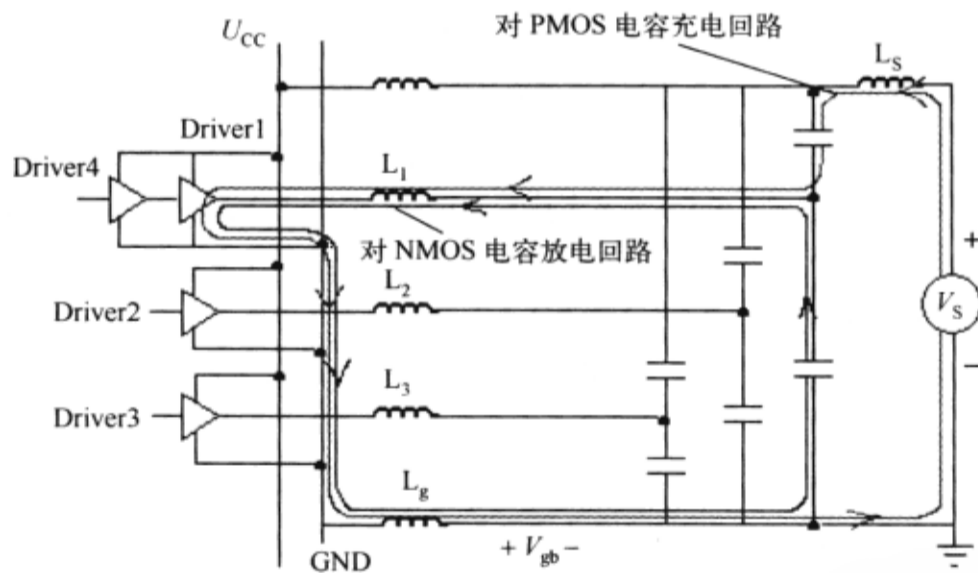 对 PMOS 电容充电回路
U_CC
L_S
Driver1
Driver4
L_1
对 NMOS 电容放电回路
+
L_2
Driver2
V_S
L_3
−
Driver3
L_g
GND
+ V_gb −